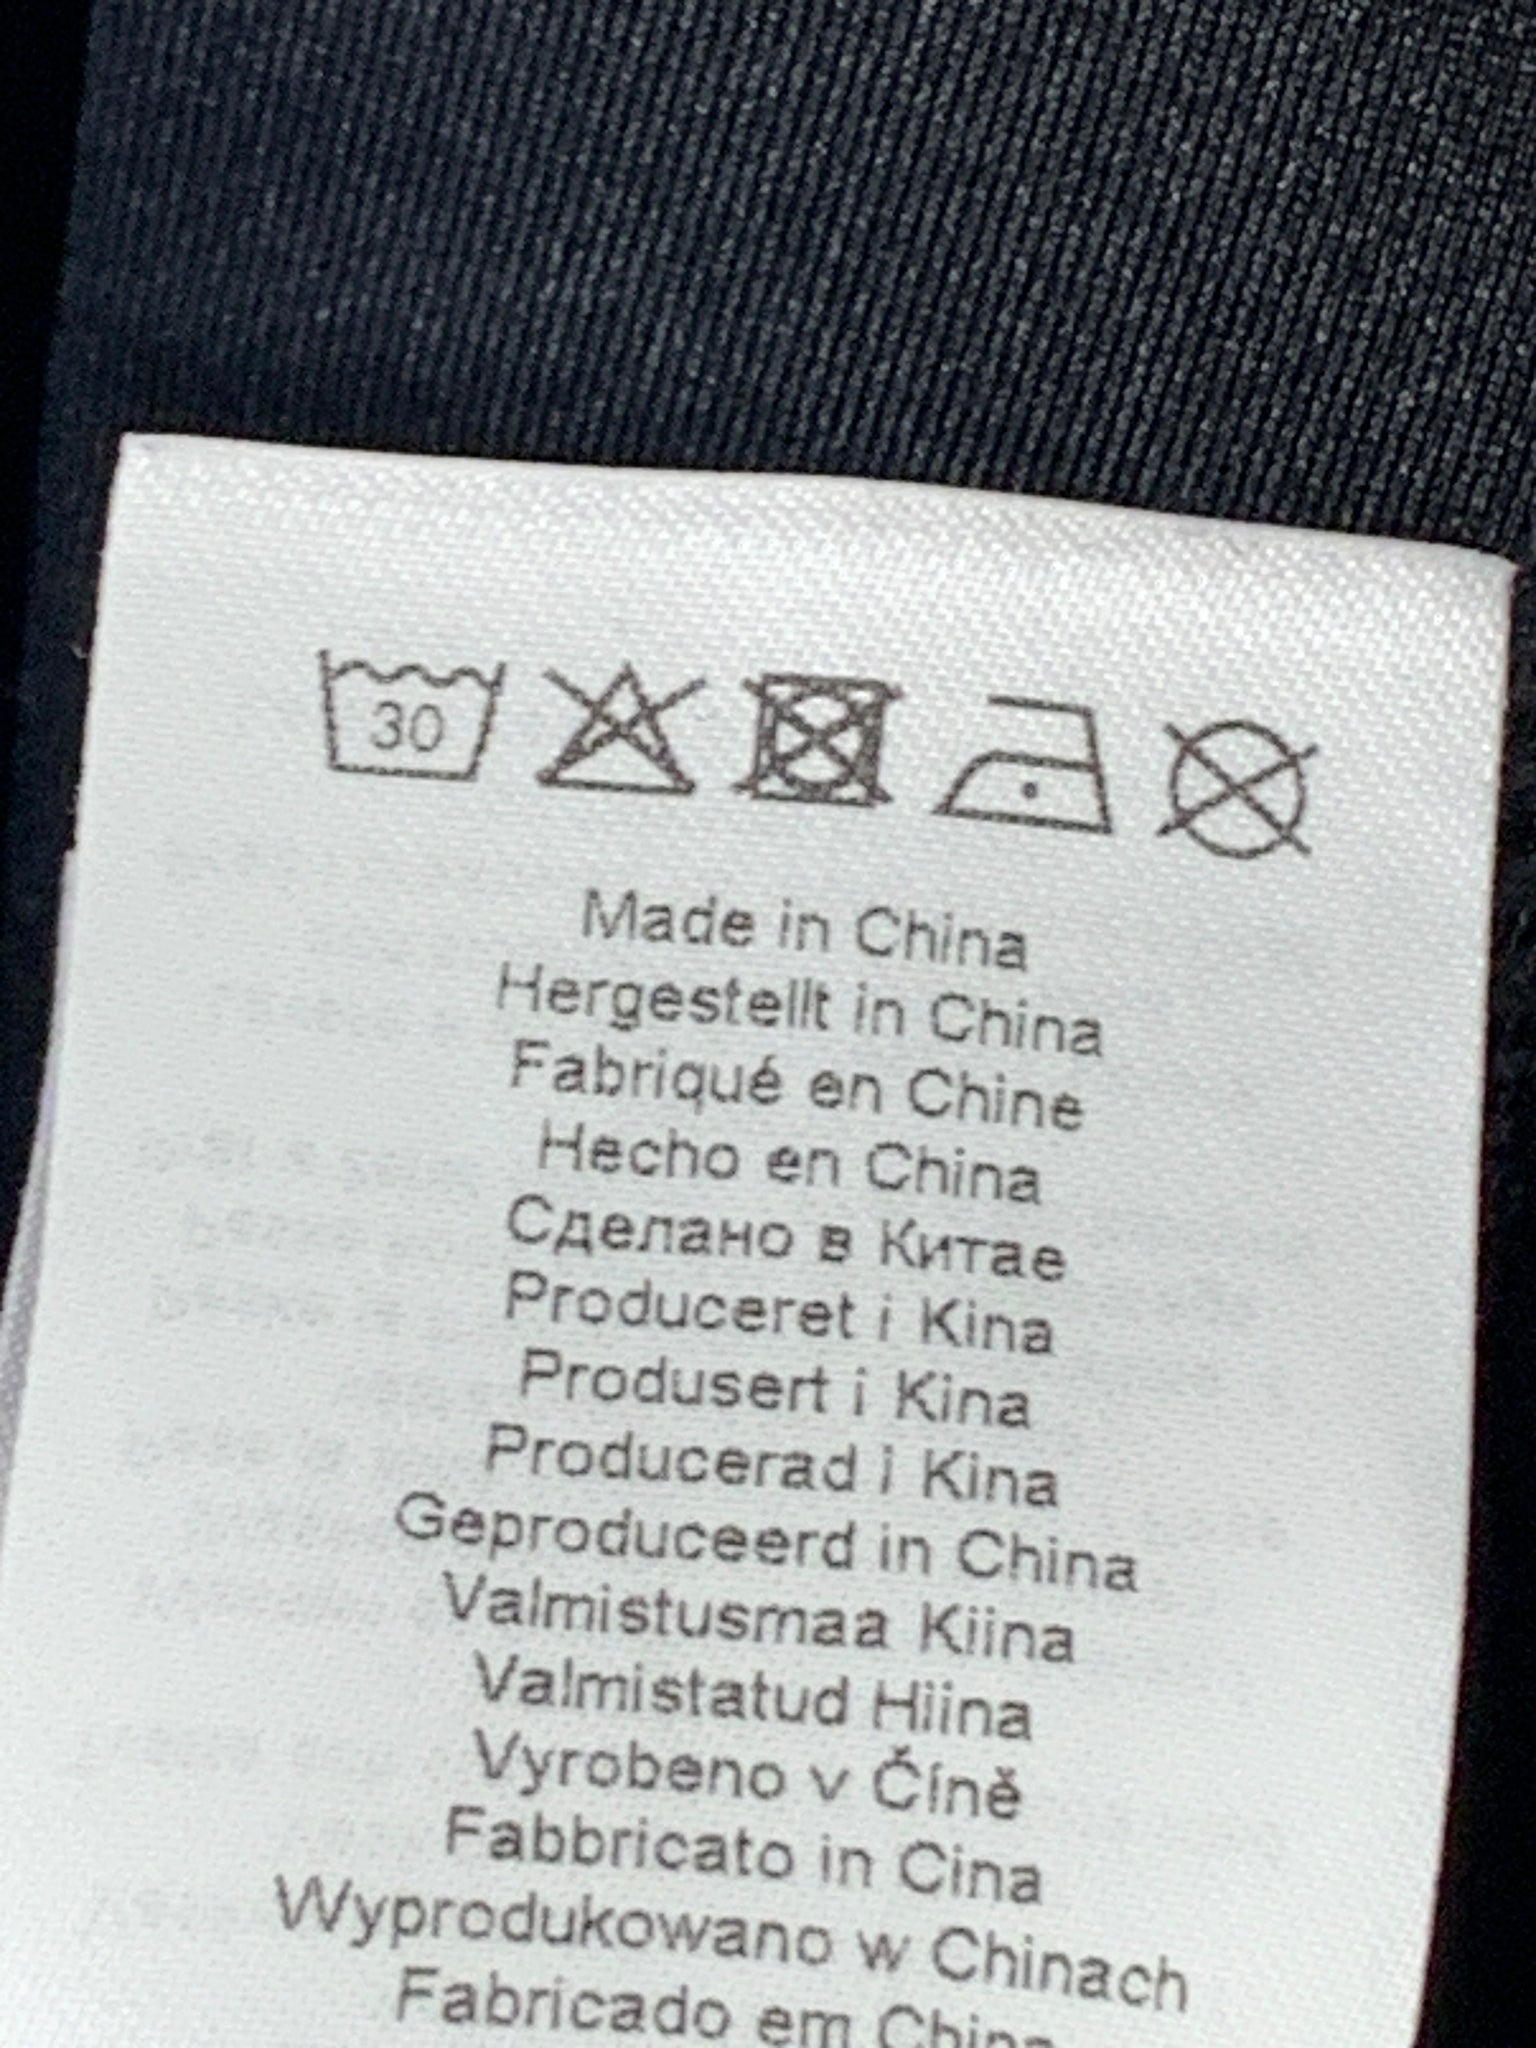 30
Made in China
Hergestellt in China
Fabriqué en Chine
Hecho en China
Сделано в Китае
Produceret i Kina
Produsert i Kina
Producerad i Kina
Geproduceerd in China
Valmistusmaa Kiina
Valmistatud Hiina
Vyrobeno v Číně
Fabbricato in Cina
Wyprodukowano w Chinach
Fabricado em China